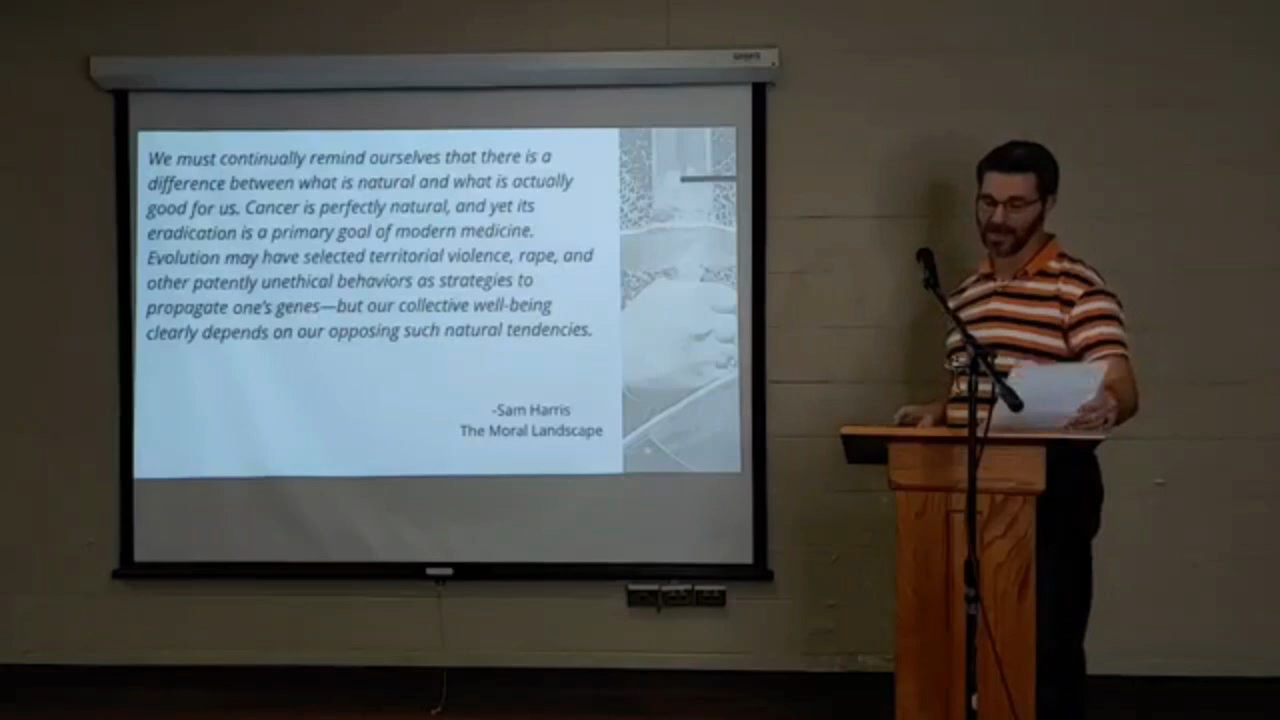 We must continually remind ourselves that there is a
difference between what is natural and what is actually
good for us. Cancer is perfectly natural, and yet its
eradication is a primary goal of modern medicine.
Evolution may have selected territorial violence, rape, and
other patently unethical behaviors as strategies to
propagate one's genes—but our collective well-being
clearly depends on our opposing such natural tendencies.
-Sam Harris
The Moral Landscape